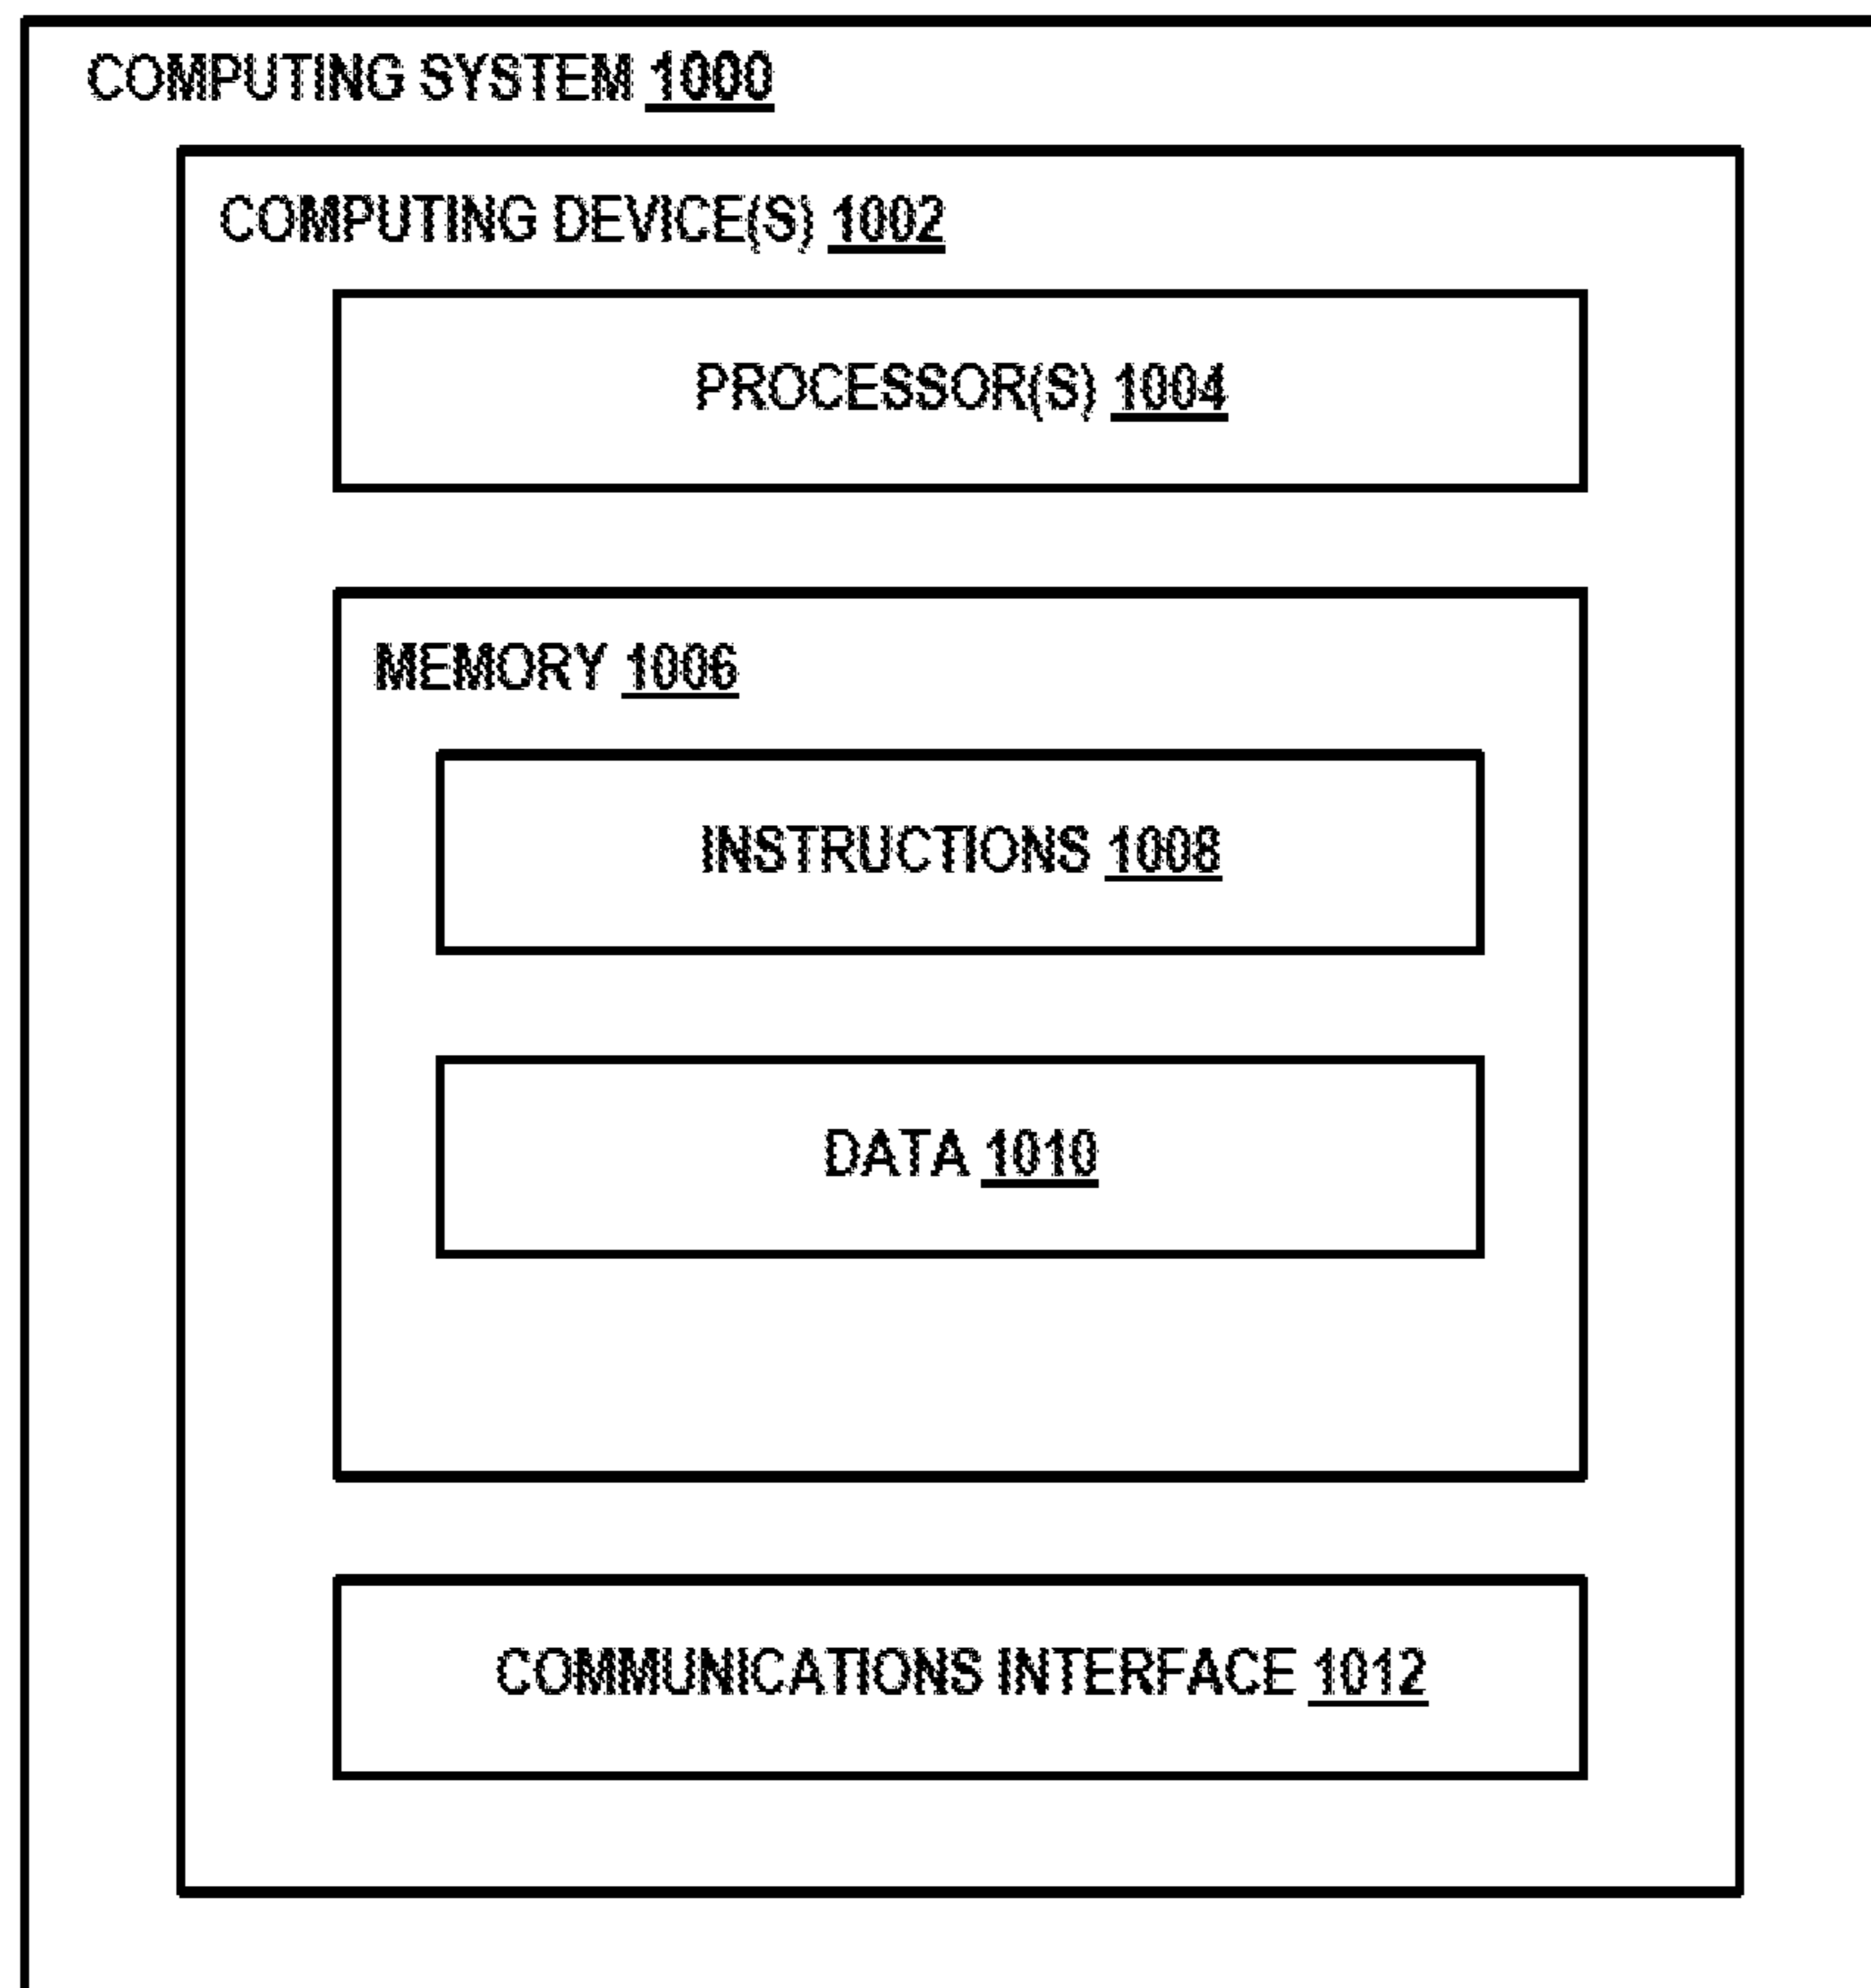 COMPUTING SYSTEM 1000
COMPUTING DEVICE(S) 1002
PROCESSOR(S) 1004
MEMORY 1006
INSTRUCTIONS 1008
DATA 1010
COMMUNICATIONS INTERFACE 1012